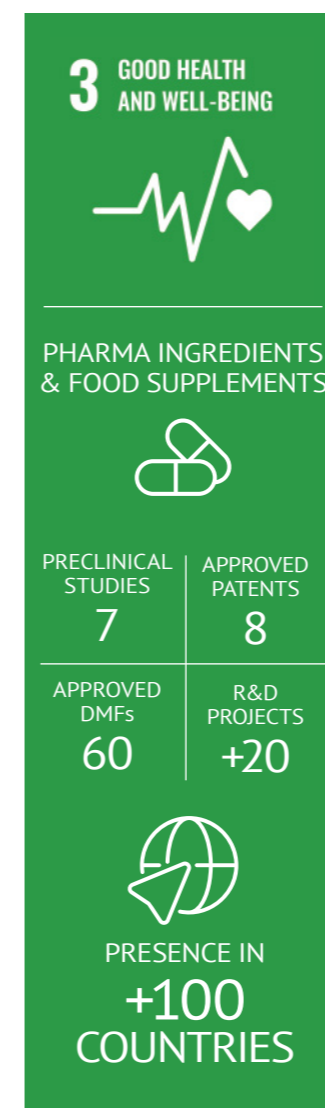 3
GOOD HEALTH
AND WELL-BEING
PHARMA INGREDIENTS
& FOOD SUPPLEMENTS
PRECLINICAL
STUDIES
7
APPROVED
PATENTS
8
APPROVED
DMFs
60
R&D
PROJECTS
+20
PRESENCE IN
+100
COUNTRIES